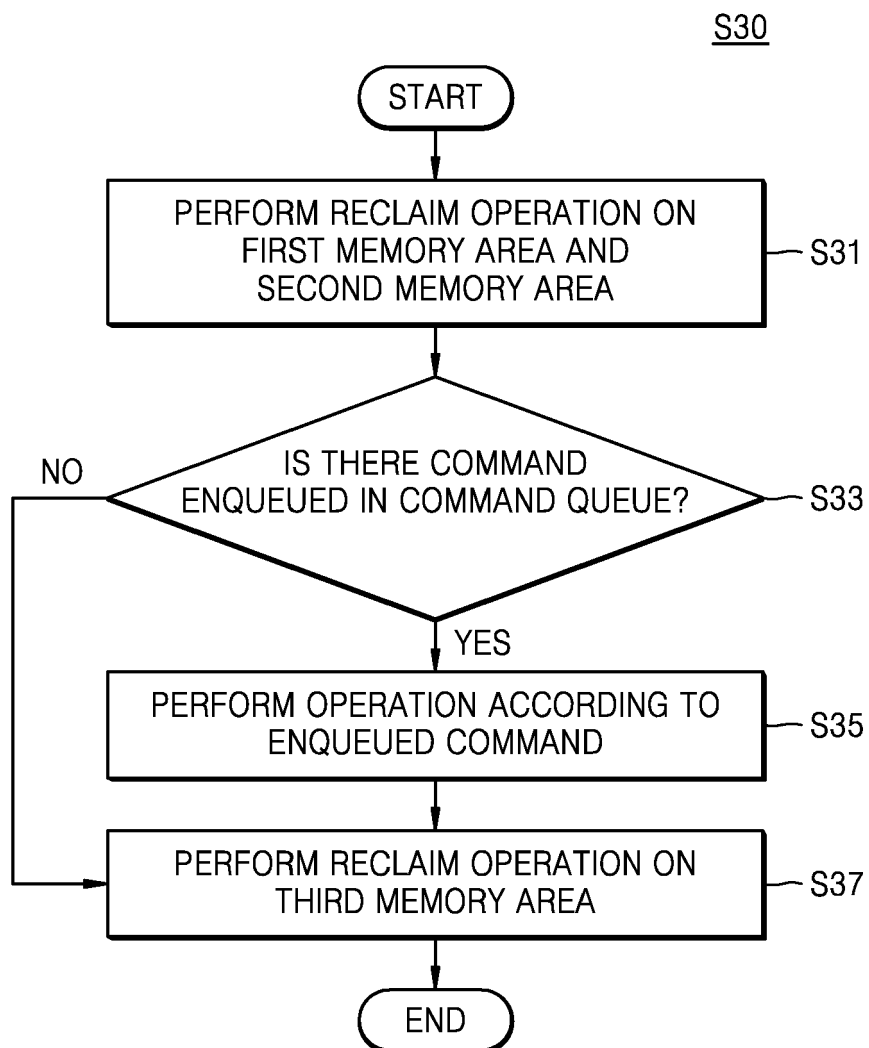 S30
START
PERFORM RECLAIM OPERATION ON
FIRST MEMORY AREA AND
SECOND MEMORY AREA
S31
IS THERE COMMAND
ENQUEUED IN COMMAND QUEUE?
S33
NO
YES
PERFORM OPERATION ACCORDING TO
ENQUEUED COMMAND
S35
PERFORM RECLAIM OPERATION ON
THIRD MEMORY AREA
S37
END